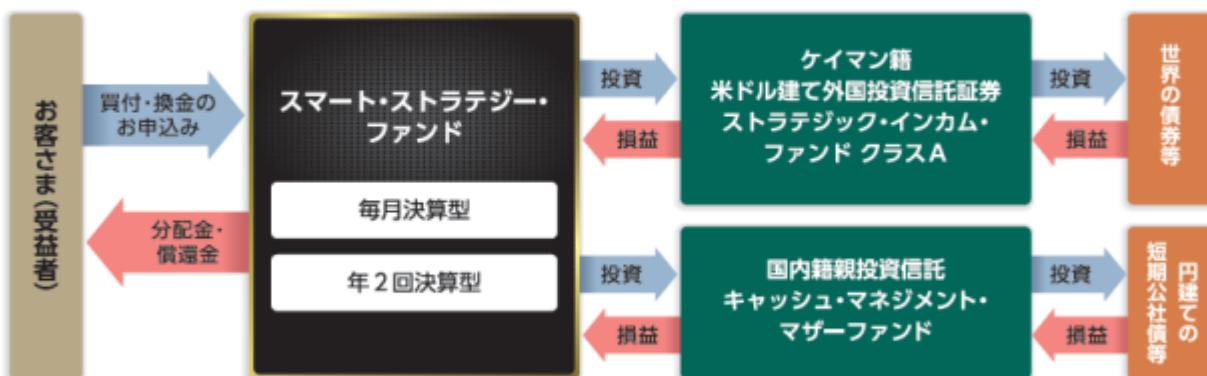 お客さま（受益者）
買付・換金の
お申込み
分配金・
償還金
スマート・ストラテジー・
ファンド
毎月決算型
年２回決算型
投資
損益
ケイマン籍
米ドル建て外国投資信託証券
ストラテジック・インカム・
ファンド クラスＡ
投資
損益
世界の債券等
投資
損益
国内籍親投資信託
キャッシュ・マネジメント・
マザーファンド
投資
損益
円建ての
短期公社債等